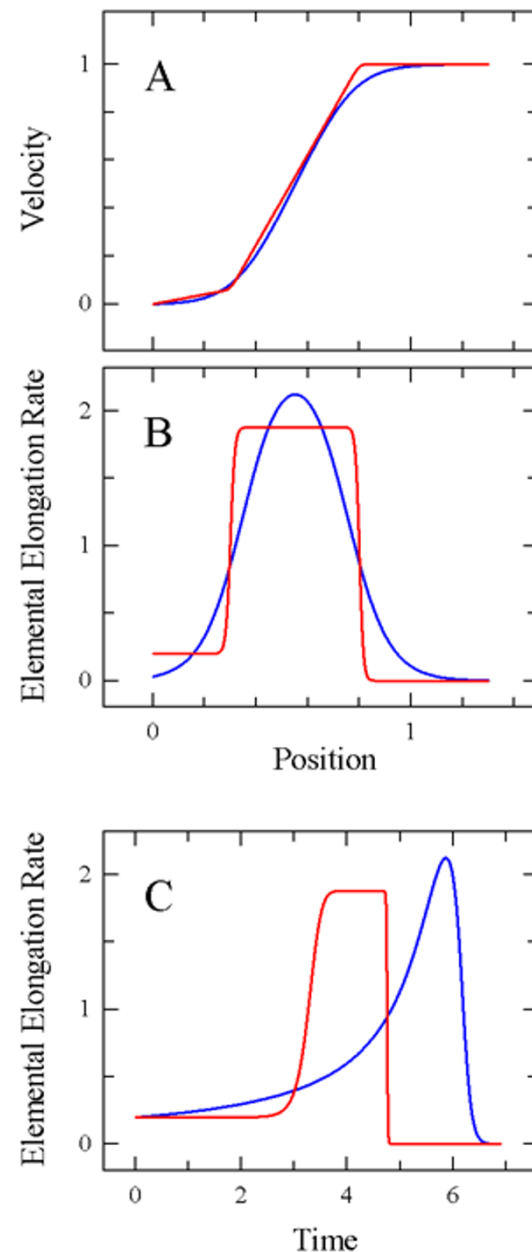 A
Velocity
1
0
B
Elemental Elongation Rate
2
1
0
0 1
Position
C
Elemental Elongation Rate
2
1
0
0 2 4 6
Time